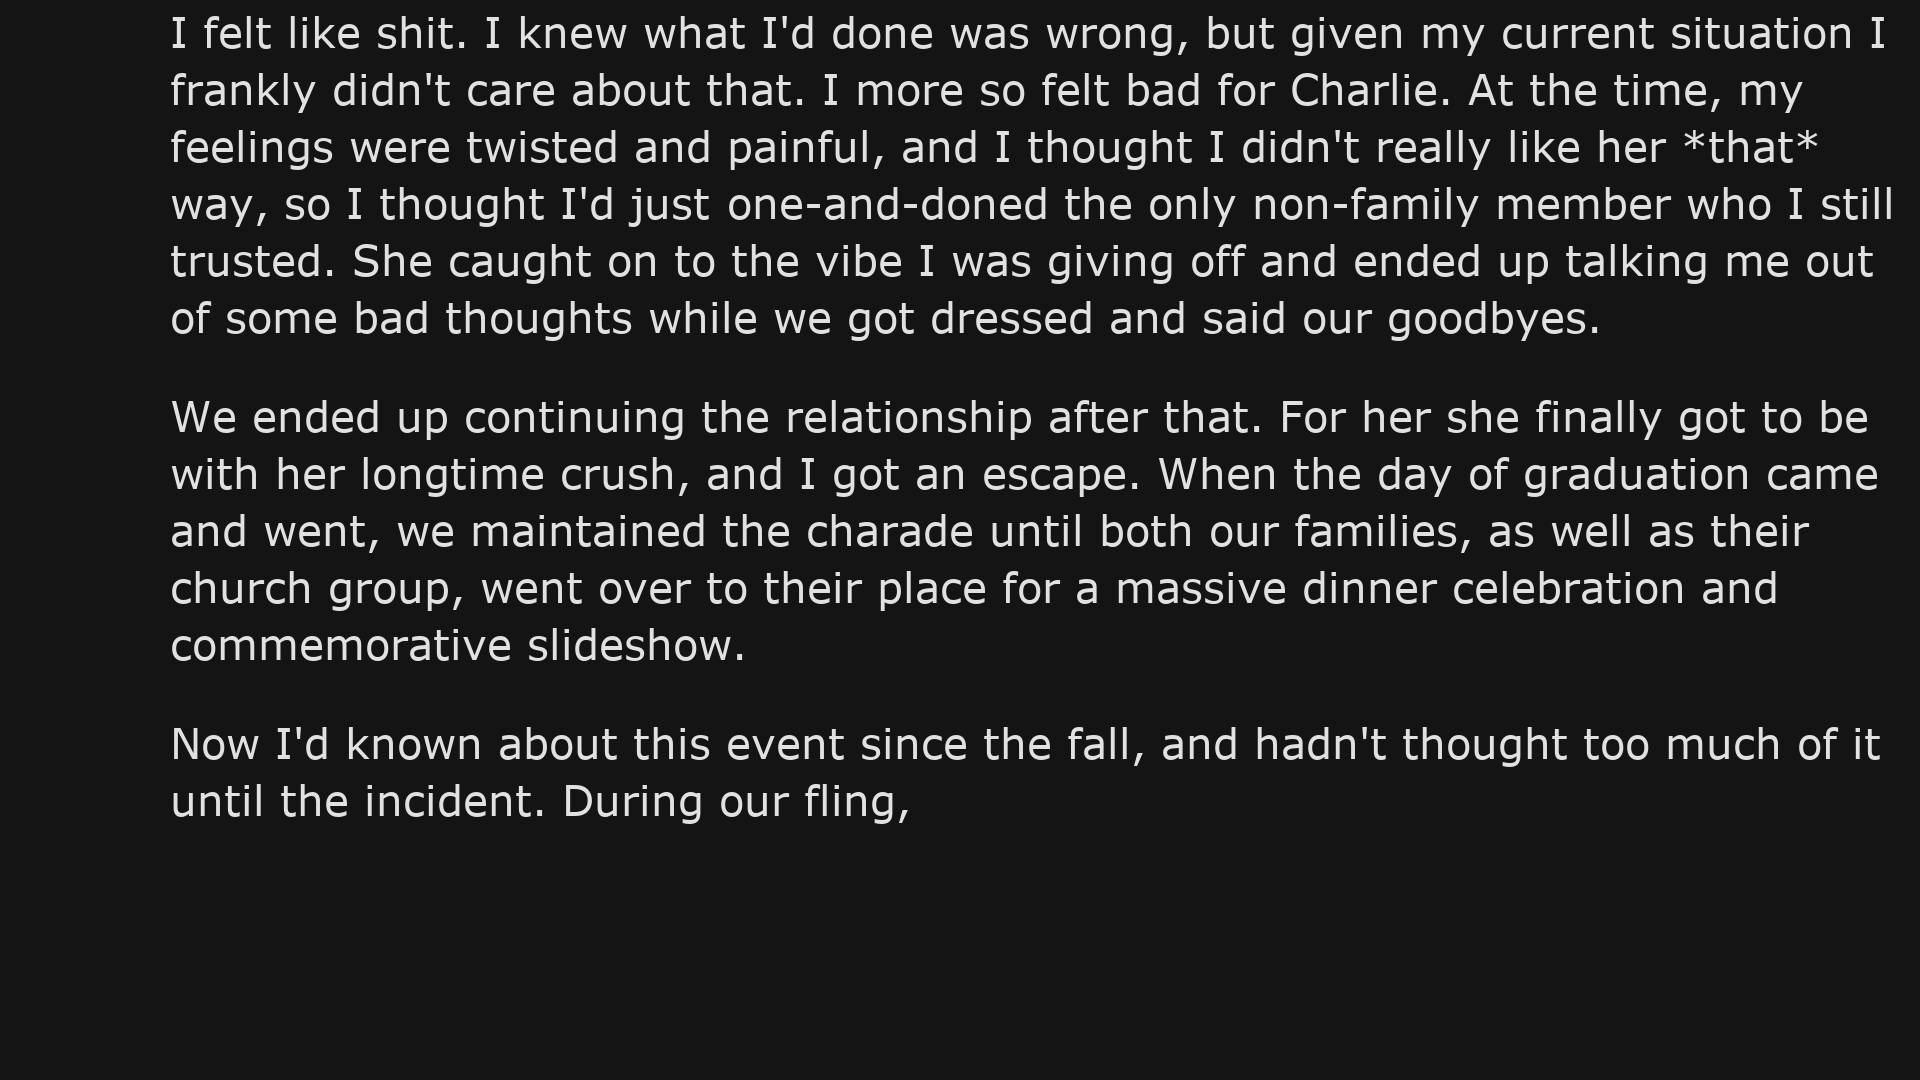 I felt like shit. I knew what I'd done was wrong, but given my current situation I
frankly didn't care about that. I more so felt bad for Charlie. At the time, my
feelings were twisted and painful, and I thought I didn't really like her *that*
way, so I thought I'd just one-and-doned the only non-family member who I still
trusted. She caught on to the vibe I was giving off and ended up talking me out
of some bad thoughts while we got dressed and said our goodbyes.
We ended up continuing the relationship after that. For her she finally got to be
with her longtime crush, and I got an escape. When the day of graduation came
and went, we maintained the charade until both our families, as well as their
church group, went over to their place for a massive dinner celebration and
commemorative slideshow.
Now I'd known about this event since the fall, and hadn't thought too much of it
until the incident. During our fling,